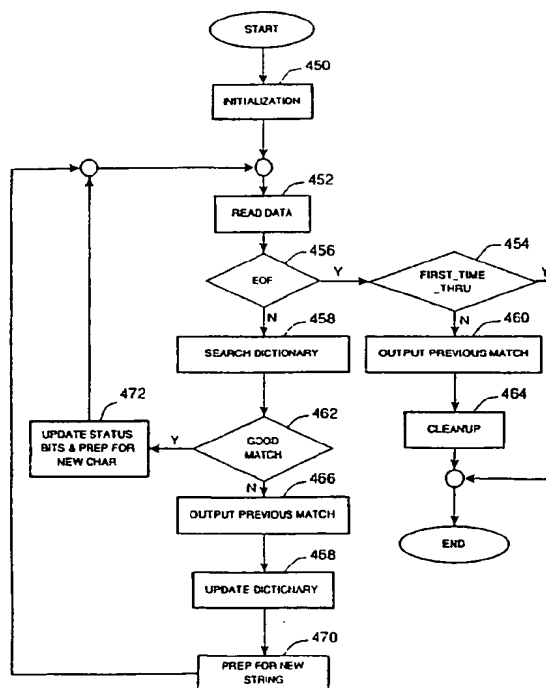 START
450
INITIALIZATION
452
READ DATA
456
EOF
Y
454
FIRST_TIME
_THRU
Y
N
N
458
SEARCH DICTIONARY
460
OUTPUT PREVIOUS MATCH
472
UPDATE STATUS
BITS & PREP FOR
NEW CHAR
Y
462
GOOD
MATCH
464
CLEANUP
N
466
OUTPUT PREVIOUS MATCH
END
468
UPDATE DICTIONARY
470
PREP FOR NEW
STRING